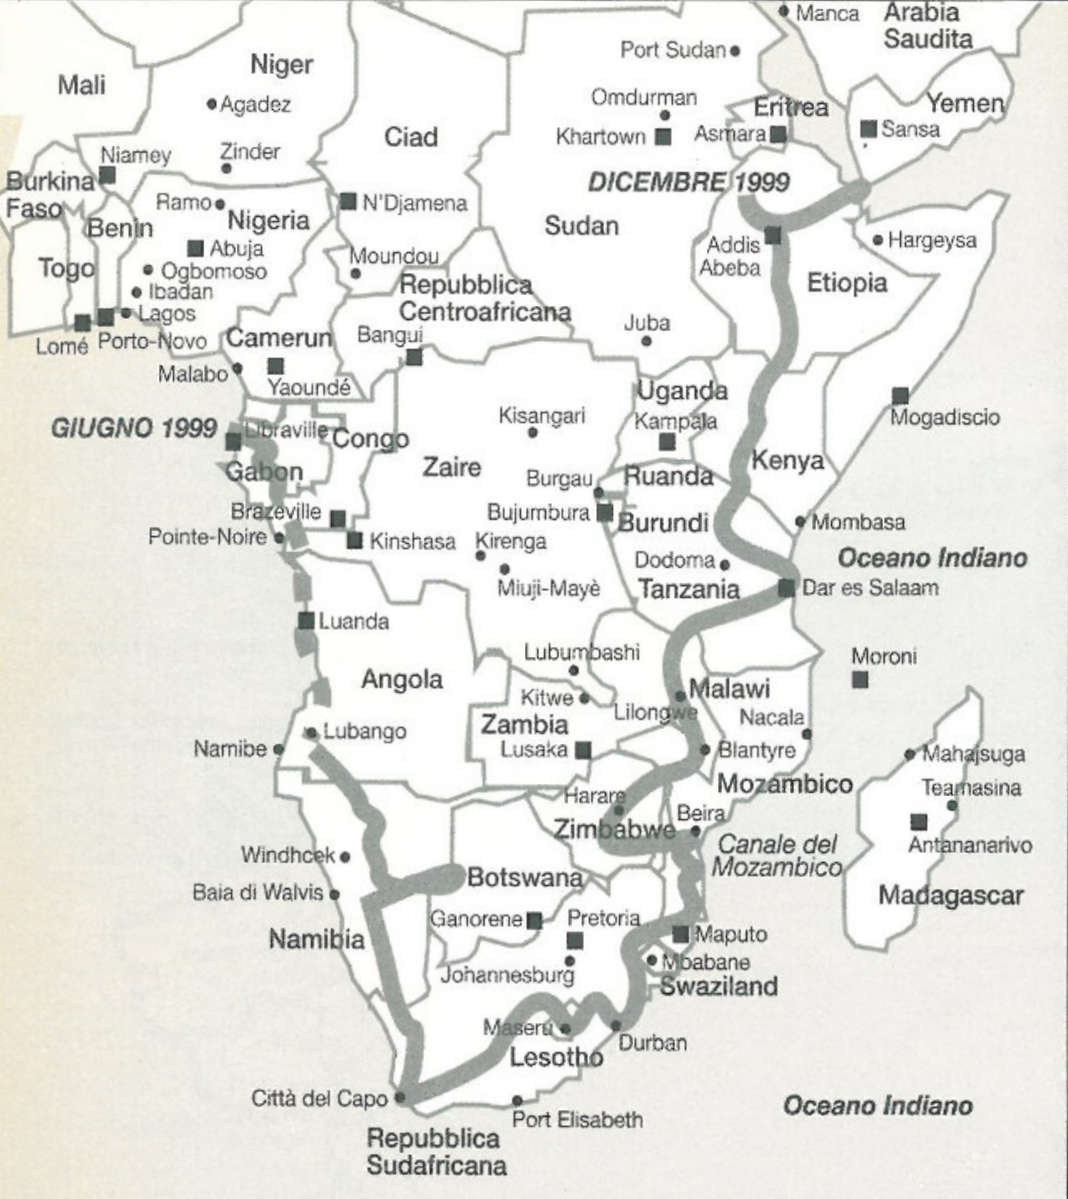 Manca
Arabia
Saudita
Port Sudan
Niger
Mali
Agadez
Omdurman
Eritrea
Yemen
Ciad
Khartown
Asmara
Sansa
Niamey
Zinder
Burkina
Faso
DICEMBRE 1999
Ramo
Nigeria
N'Djamena
Benin
Sudan
Abuja
Addis
Abeba
Hargeysa
Togo
Ogbomoso
Moundou
Etiopia
Ibadan
Repubblica
Centroafricana
Lagos
Lomé
Porto-Novo
Camerun
Bangui
Juba
Malabo
Yaoundé
Uganda
Mogadiscio
GIUGNO 1999
Libraville
Congo
Kisangari
Kampala
Gabon
Zaire
Kenya
Burgau
Ruanda
Brazeville
Bujumbura
Burundi
Mombasa
Pointe-Noire
Kinshasa
Kirenga
Oceano Indiano
Dodoma
Miuji-Mayè
Tanzania
Dar es Salaam
Luanda
Lubumbashi
Moroni
Angola
Kitwe
Malawi
Lilongwe
Nacala
Zambia
Lubango
Namibe
Lusaka
Blantyre
Mahajsuga
Mozambico
Teamasina
Harare
Beira
Zimbabwe
Canale del
Mozambico
Antananarivo
Windhcek
Botswana
Baia di Walvis
Madagascar
Ganorene
Pretoria
Namibia
Maputo
Johannesburg
Mbabane
Swaziland
Maseru
Durban
Lesotho
Città del Capo
Port Elisabeth
Oceano Indiano
Repubblica
Sudafricana